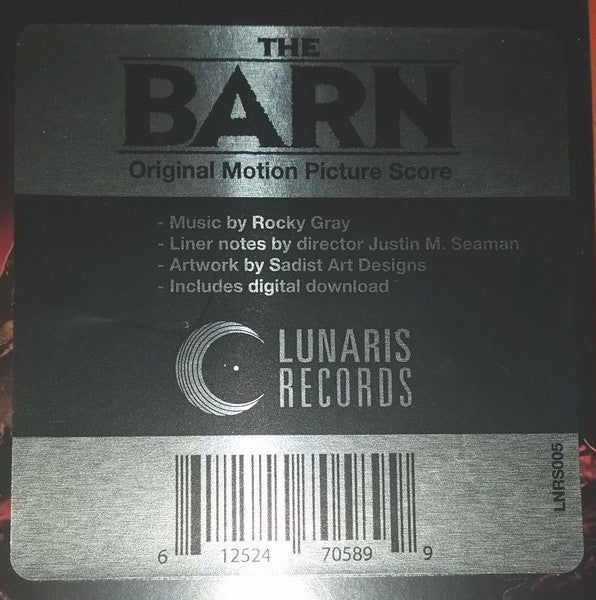 THE
BARN
Original Motion Picture Score
- Music by Rocky Gray
- Liner notes by director Justin M. Seaman
- Artwork by Sadist Art Designs
- Includes digital download
LUNARIS
RECORDS
LNRS005
6 12524 70589 9